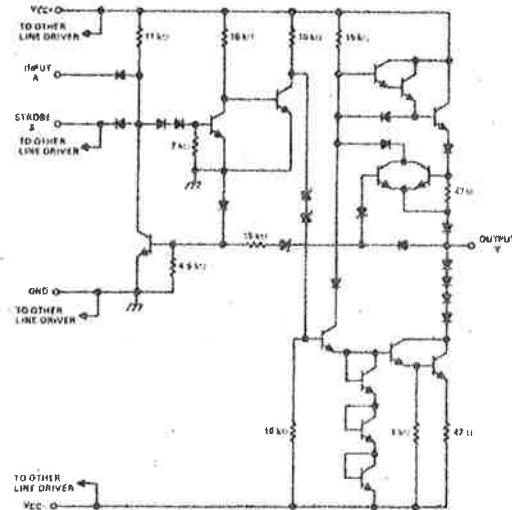 VCC+
TO OTHER
LINE DRIVER
11 kΩ
10 kΩ
15 kΩ
INPUT
A
STROBE
S
TO OTHER
LINE DRIVER
7 kΩ
47 Ω
OUTPUT
Y
15 kΩ
4.5 kΩ
GND
TO OTHER
LINE DRIVER
10 kΩ
47 Ω
TO OTHER
LINE DRIVER
VCC-